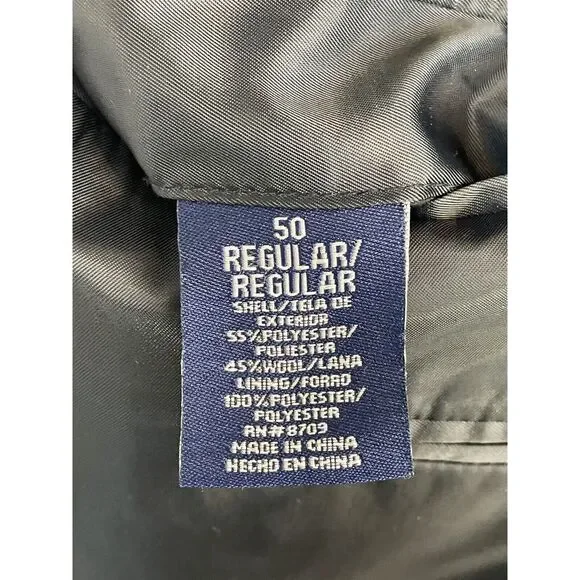 50
REGULAR/
REGULAR
SHELL/TELA DE
EXTERIOR
55%POLYESTER/
POLIESTER
45%WOOL/LANA
LINING/FORRO
100%POLYESTER/
POLYESTER
RN#8709
MADE IN CHINA
HECHO EN CHINA